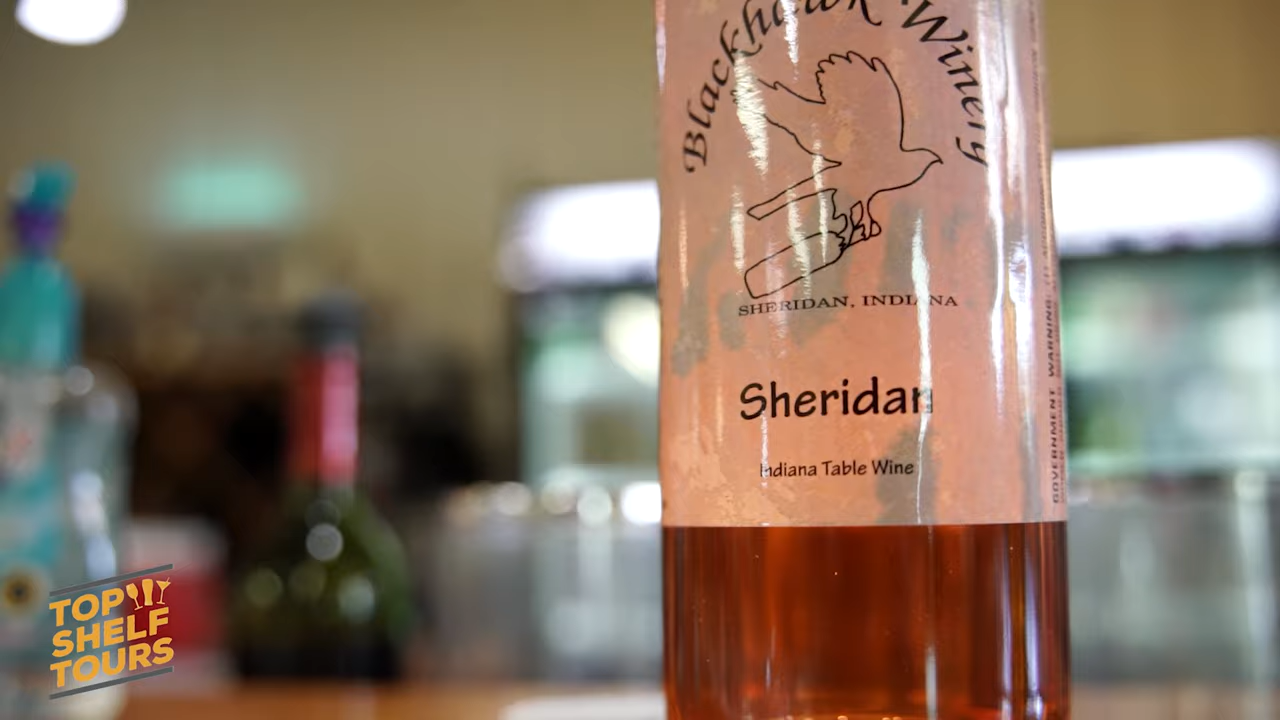 Blackhawk Winery
SHERIDAN, INDIANA
Sheridan
Indiana Table Wine
GOVERNMENT WARNING:
TOP
SHELF
TOURS